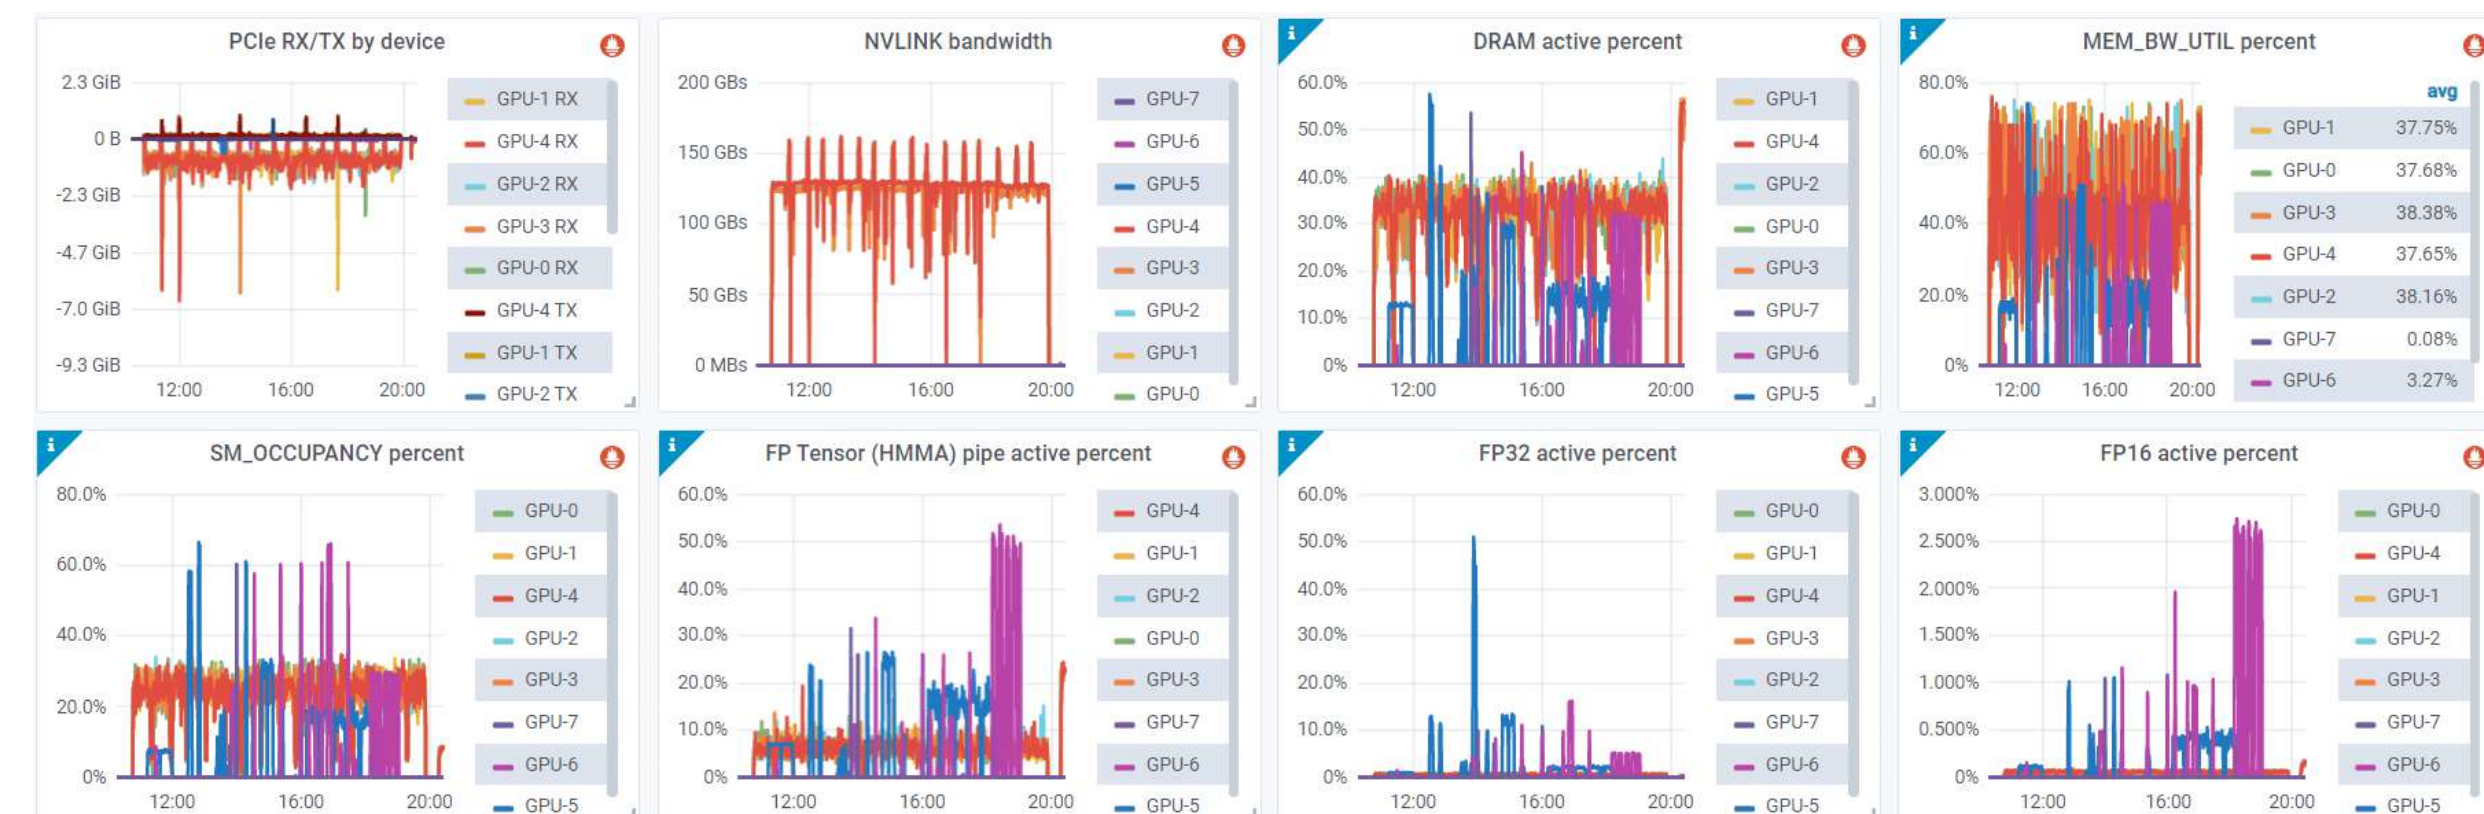 PCIe RX/TX by device
2.3 GiB
0 B
-2.3 GiB
-4.7 GiB
-7.0 GiB
-9.3 GiB
12:00 16:00 20:00
GPU-1 RX
GPU-4 RX
GPU-2 RX
GPU-3 RX
GPU-0 RX
GPU-4 TX
GPU-1 TX
GPU-2 TX
NVLINK bandwidth
200 GBs
150 GBs
100 GBs
50 GBs
0 MBs
12:00 16:00 20:00
GPU-7
GPU-6
GPU-5
GPU-4
GPU-3
GPU-2
GPU-1
GPU-0
i
DRAM active percent
60.0%
50.0%
40.0%
30.0%
20.0%
10.0%
0%
12:00 16:00 20:00
GPU-1
GPU-4
GPU-2
GPU-0
GPU-3
GPU-7
GPU-6
GPU-5
i
MEM_BW_UTIL percent
80.0%
60.0%
40.0%
20.0%
0%
12:00 16:00 20:00
avg
GPU-1 37.75%
GPU-0 37.68%
GPU-3 38.38%
GPU-4 37.65%
GPU-2 38.16%
GPU-7 0.08%
GPU-6 3.27%
i
SM_OCCUPANCY percent
80.0%
60.0%
40.0%
20.0%
0%
12:00 16:00 20:00
GPU-0
GPU-1
GPU-4
GPU-2
GPU-3
GPU-7
GPU-6
GPU-5
i
FP Tensor (HMMA) pipe active percent
60.0%
50.0%
40.0%
30.0%
20.0%
10.0%
0%
12:00 16:00 20:00
GPU-4
GPU-1
GPU-2
GPU-0
GPU-3
GPU-7
GPU-6
GPU-5
i
FP32 active percent
60.0%
50.0%
40.0%
30.0%
20.0%
10.0%
0%
12:00 16:00 20:00
GPU-0
GPU-1
GPU-4
GPU-3
GPU-2
GPU-7
GPU-6
GPU-5
i
FP16 active percent
3.000%
2.500%
2.000%
1.500%
1.000%
0.500%
0%
12:00 16:00 20:00
GPU-0
GPU-4
GPU-1
GPU-2
GPU-3
GPU-7
GPU-6
GPU-5